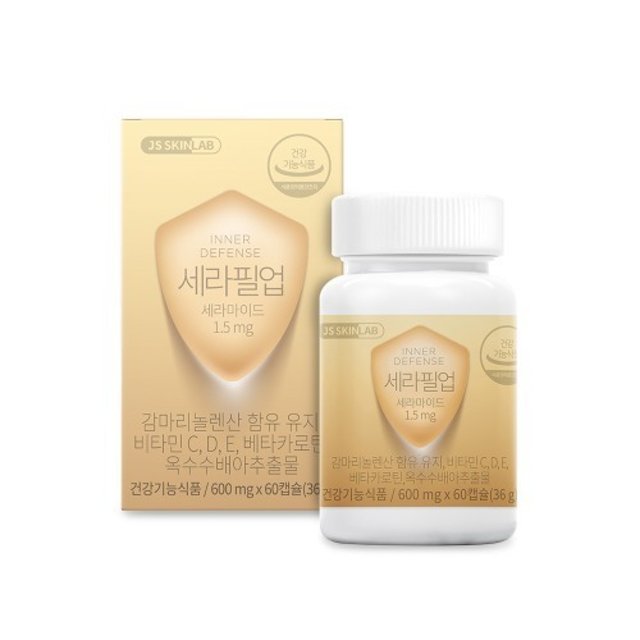 JS SKINLAB
건강
기능식품
INNER
DEFENSE
세라필업
세라마이드
1.5 mg
감마리놀렌산 함유 유지
비타민 C, D, E, 베타카로틴
옥수수배아추출물
건강기능식품 / 600 mg x 60캡슐(36
JS SKINLAB
건강
기능식품
INNER
DEFENSE
세라필업
세라마이드
1.5 mg
감마리놀렌산 함유 유지, 비타민 C, D, E,
베타카로틴, 옥수수배아추출물
건강기능식품 / 600 mg x 60캡슐(36 g)